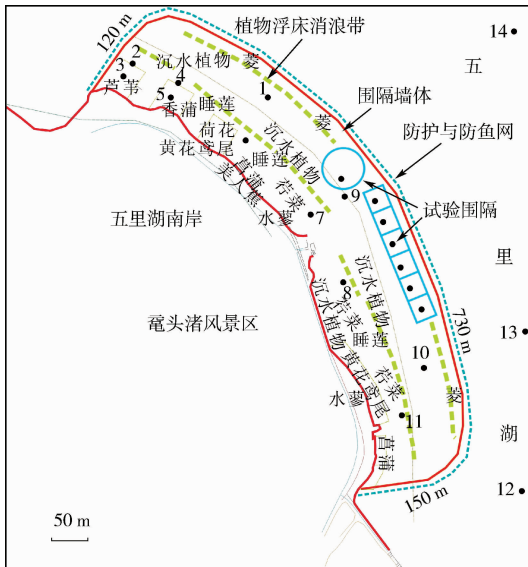 植物浮床消浪带
14
五
120 m
2
3
沉水植物
菱
4
1
芦苇
5
香蒲
睡莲
围隔墙体
菱
荷花
沉水植物
防护与防鱼网
黄花鸢尾
睡莲
菖蒲
美人蕉
荇菜
9
试验围隔
五里湖南岸
水蓼
7
里
沉水植物
8
荇菜
730 m
13
鼋头渚风景区
沉水植物
睡莲
10
黄花鸢尾
荇菜
菱
水蓼
11
湖
菖蒲
150 m
12
50 m